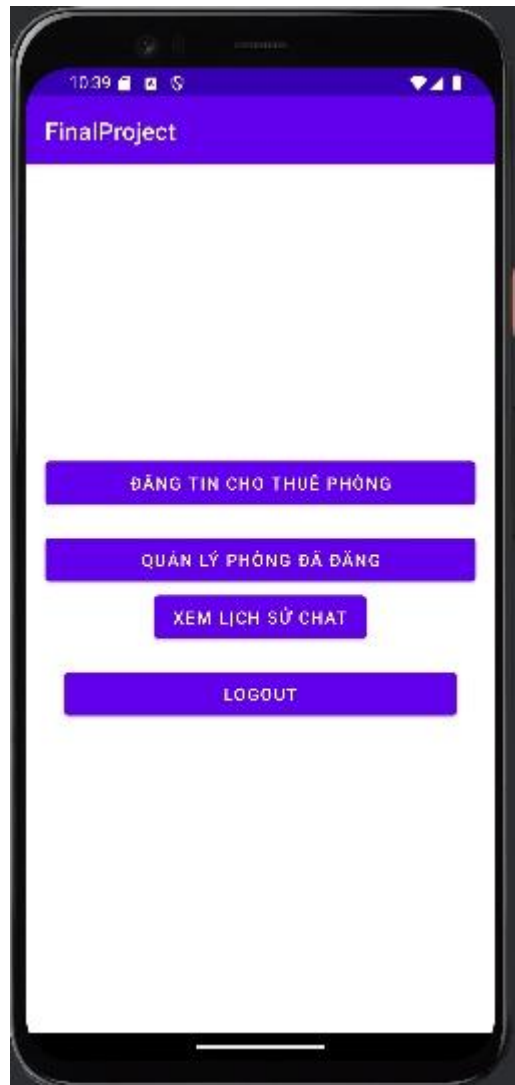 10:39
FinalProject
ĐĂNG TIN CHO THUÊ PHÒNG
QUẢN LÝ PHÒNG ĐÃ ĐĂNG
XEM LỊCH SỬ CHAT
LOGOUT